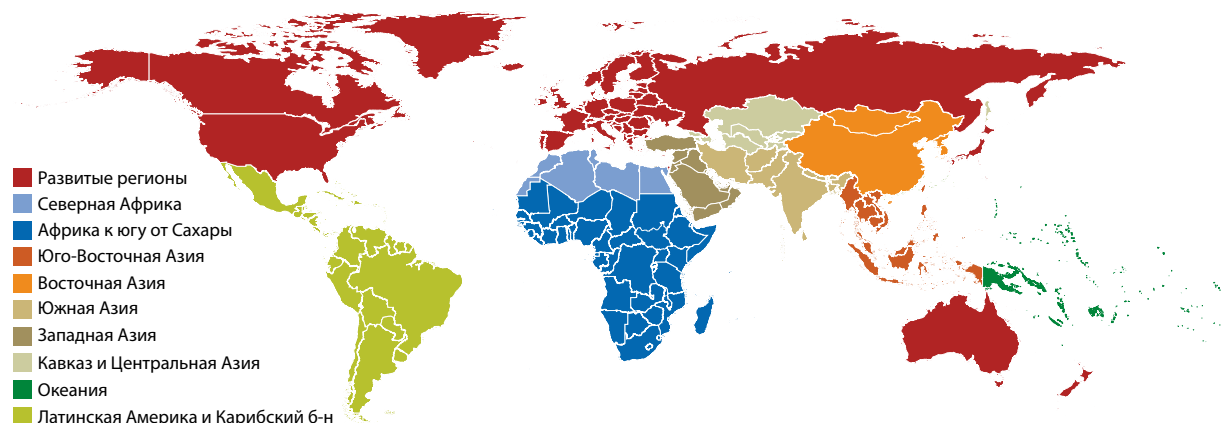 Развитые регионы
Северная Африка
Африка к югу от Сахары
Юго-Восточная Азия
Восточная Азия
Южная Азия
Западная Азия
Кавказ и Центральная Азия
Океания
Латинская Америка и Карибский б-н